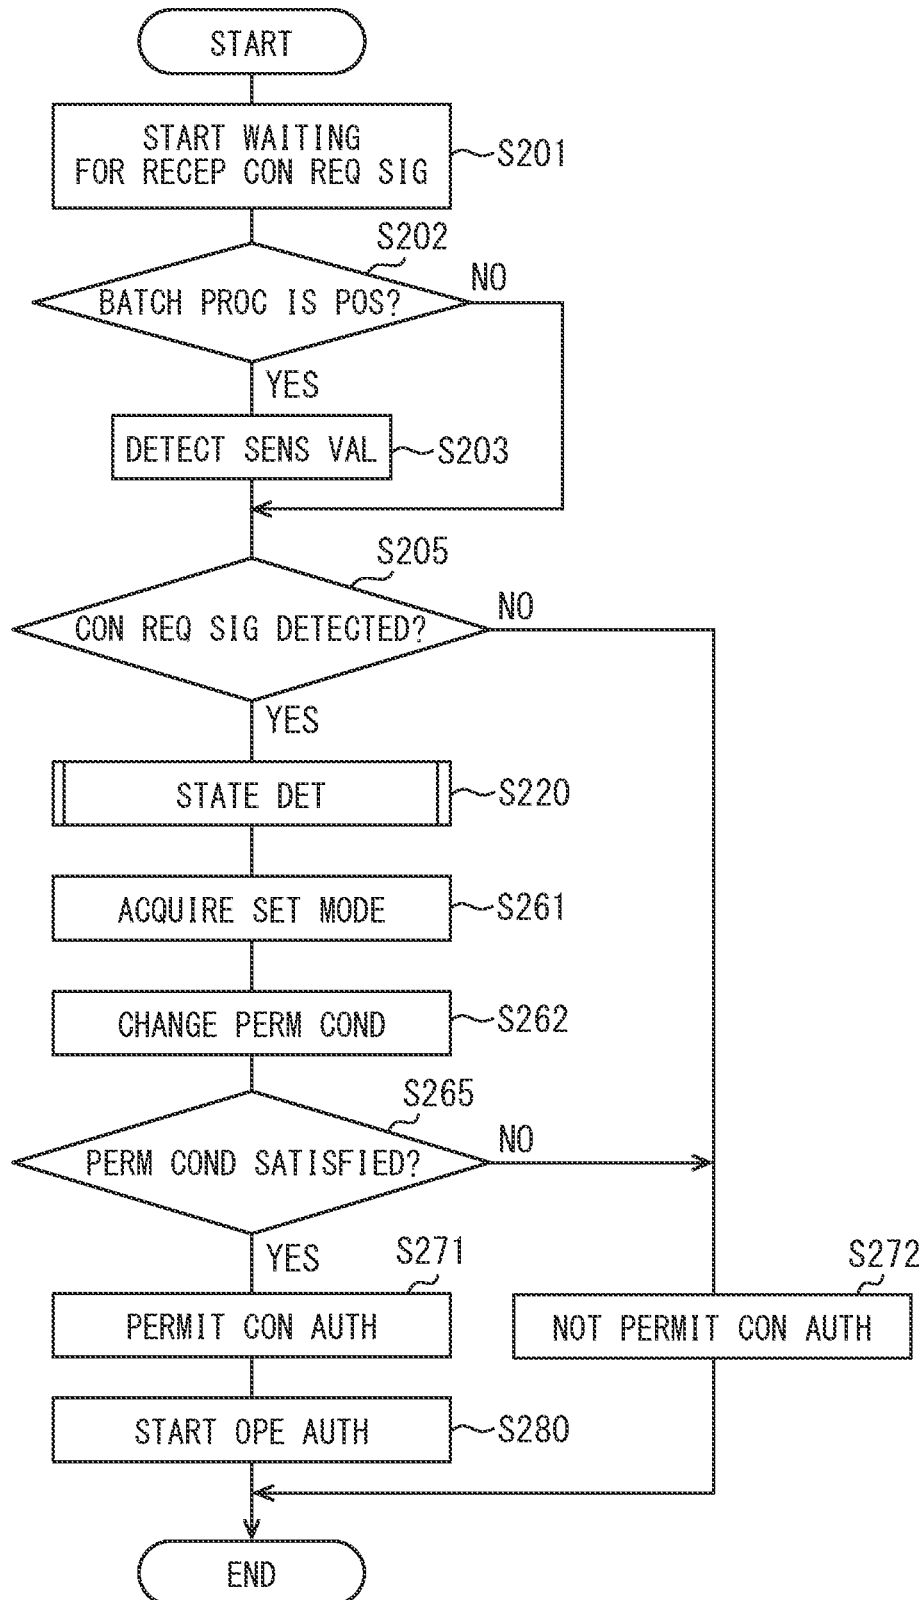 START
START WAITING
FOR RECEP CON REQ SIG
S201
S202
BATCH PROC IS POS?
NO
YES
DETECT SENS VAL
S203
S205
CON REQ SIG DETECTED?
NO
YES
STATE DET
S220
ACQUIRE SET MODE
S261
CHANGE PERM COND
S262
S265
PERM COND SATISFIED?
NO
YES
S271
PERMIT CON AUTH
S272
NOT PERMIT CON AUTH
START OPE AUTH
S280
END